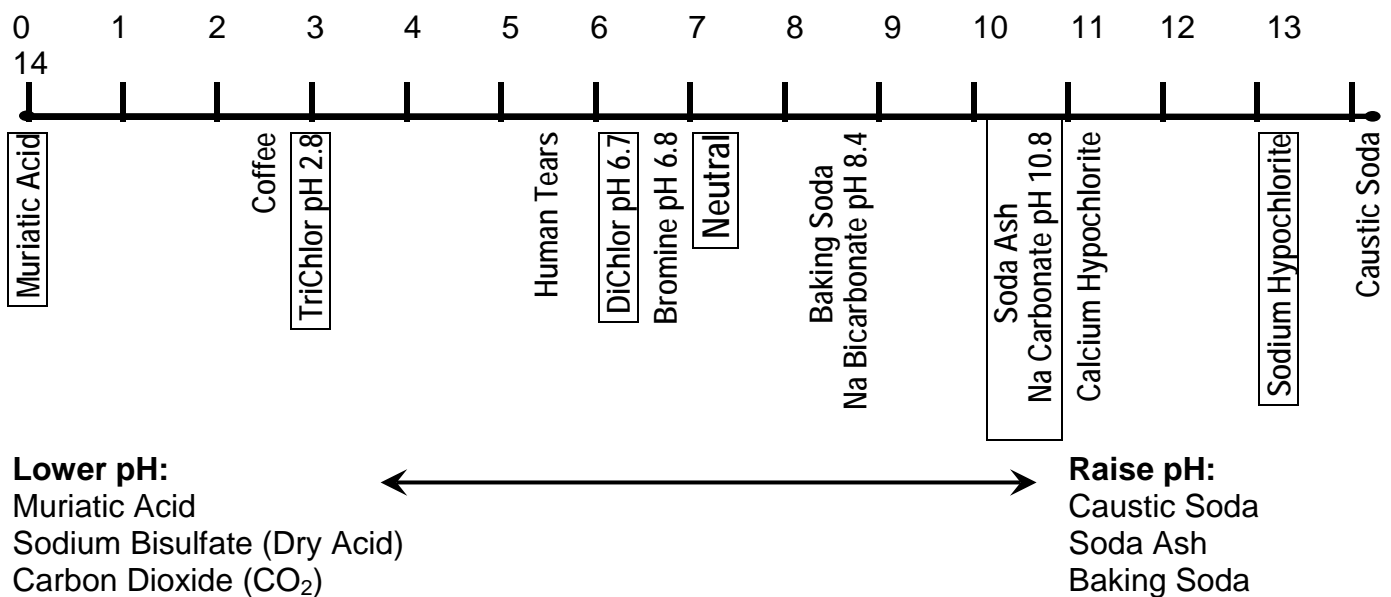 0 1 2 3 4 5 6 7 8 9 10 11 12 13
14
Muriatic Acid
Coffee
TriChlor pH 2.8
Human Tears
DiChlor pH 6.7
Bromine pH 6.8
Neutral
Baking Soda
Na Bicarbonate pH 8.4
Soda Ash
Na Carbonate pH 10.8
Calcium Hypochlorite
Sodium Hypochlorite
Caustic Soda
Lower pH:
Muriatic Acid
Sodium Bisulfate (Dry Acid)
Carbon Dioxide (CO₂)
Raise pH:
Caustic Soda
Soda Ash
Baking Soda